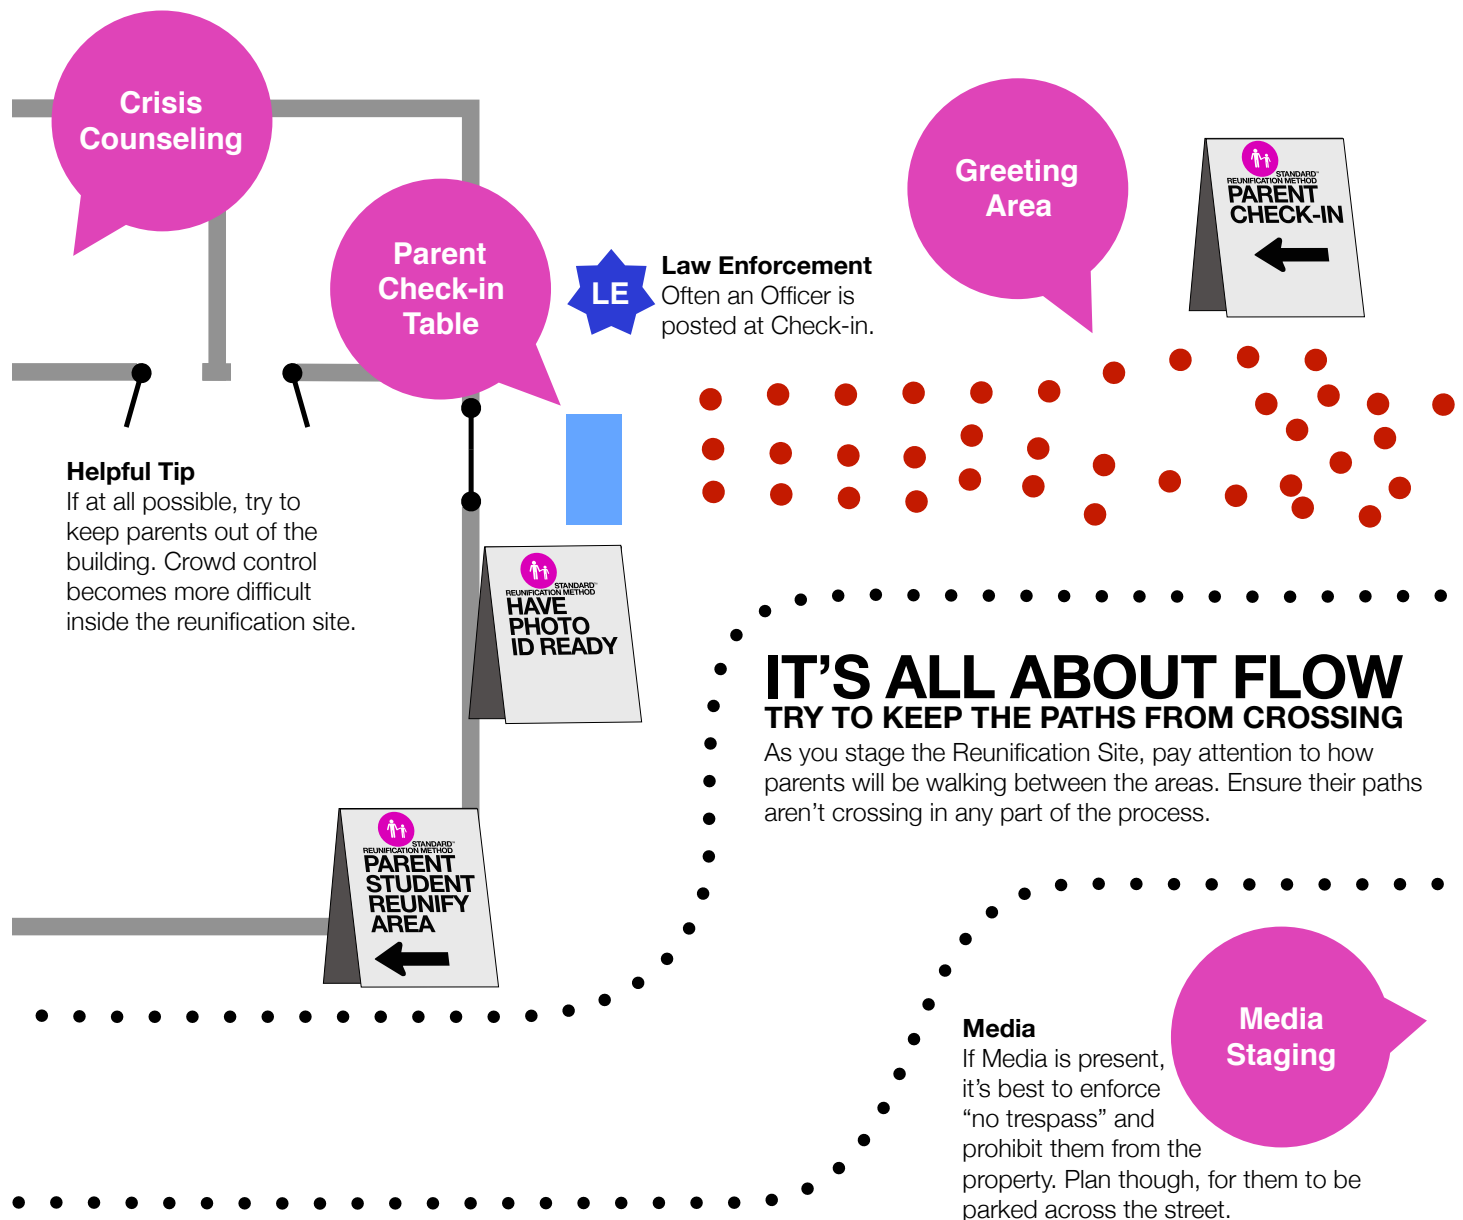 Crisis
Counseling
Parent
Check-in
Table
LE
Law Enforcement
Often an Officer is
posted at Check-in.
Greeting
Area
STANDARD™
REUNIFICATION METHOD
PARENT
CHECK-IN
Helpful Tip
If at all possible, try to
keep parents out of the
building. Crowd control
becomes more difficult
inside the reunification site.
STANDARD™
REUNIFICATION METHOD
HAVE
PHOTO
ID READY
IT’S ALL ABOUT FLOW
TRY TO KEEP THE PATHS FROM CROSSING
As you stage the Reunification Site, pay attention to how
parents will be walking between the areas. Ensure their paths
aren’t crossing in any part of the process.
STANDARD™
REUNIFICATION METHOD
PARENT
STUDENT
REUNIFY
AREA
Media
If Media is present,
it’s best to enforce
“no trespass” and
prohibit them from the
property. Plan though, for them to be
parked across the street.
Media
Staging